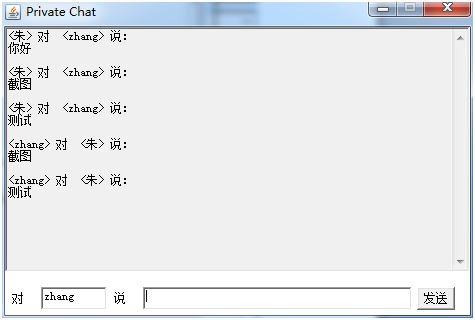 Private Chat
<朱> 对 <zhang> 说:
你好
<朱> 对 <zhang> 说:
截图
<朱> 对 <zhang> 说:
测试
<zhang> 对 <朱> 说:
截图
<zhang> 对 <朱> 说:
测试
对 zhang 说 发送